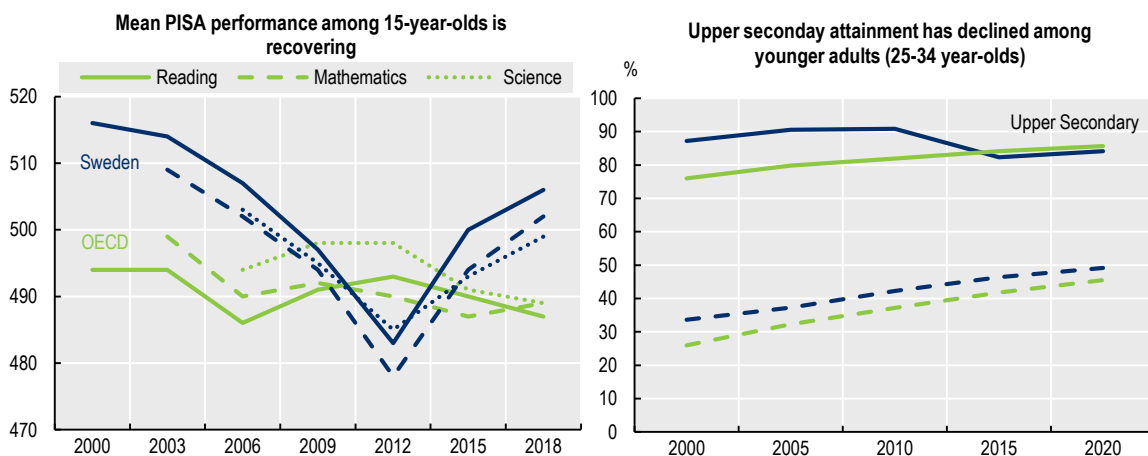 Mean PISA performance among 15-year-olds is
recovering
Reading Mathematics Science
520
510
500
490
480
470
Sweden
OECD
2000 2003 2006 2009 2012 2015 2018
Upper seconday attainment has declined among
younger adults (25-34 year-olds)
%
100
90
80
70
60
50
40
30
20
10
0
Upper Secondary
2000 2005 2010 2015 2020